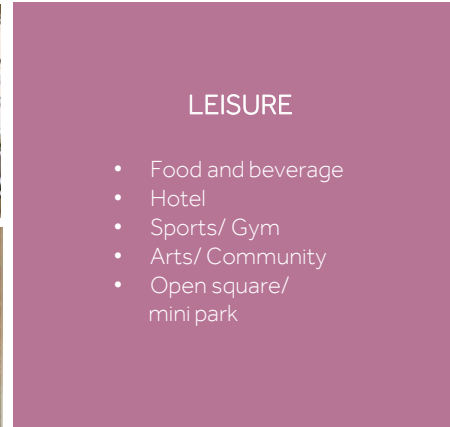 LEISURE
• Food and beverage
• Hotel
• Sports/ Gym
• Arts/ Community
• Open square/
mini park